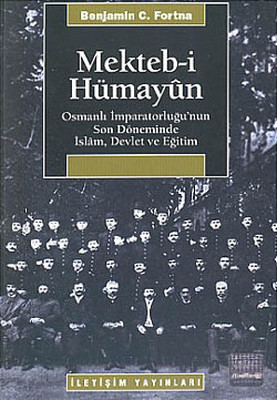 Benjamin C. Fortna
Mekteb-i
Hümayûn
Osmanlı İmparatorluğu'nun
Son Döneminde
İslâm, Devlet ve Eğitim
İLETİŞİM YAYINLARI